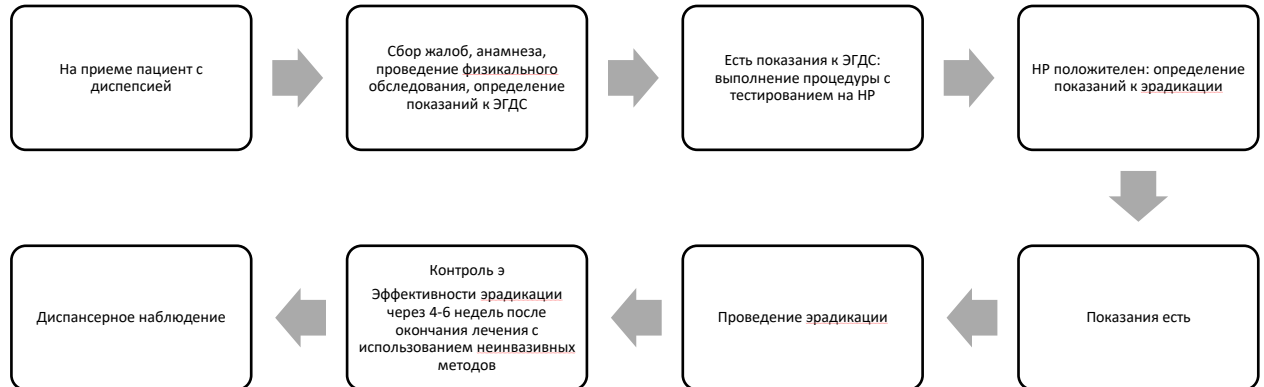 На приеме пациент с
диспепсией
Сбор жалоб, анамнеза,
проведение физикального
обследования, определение
показаний к ЭГДС
Есть показания к ЭГДС:
выполнение процедуры с
тестированием на НР
НР положителен: определение
показаний к эрадикации
Показания есть
Проведение эрадикации
Контроль э
Эффективности эрадикации
через 4-6 недель после
окончания лечения с
использованием неинвазивных
методов
Диспансерное наблюдение